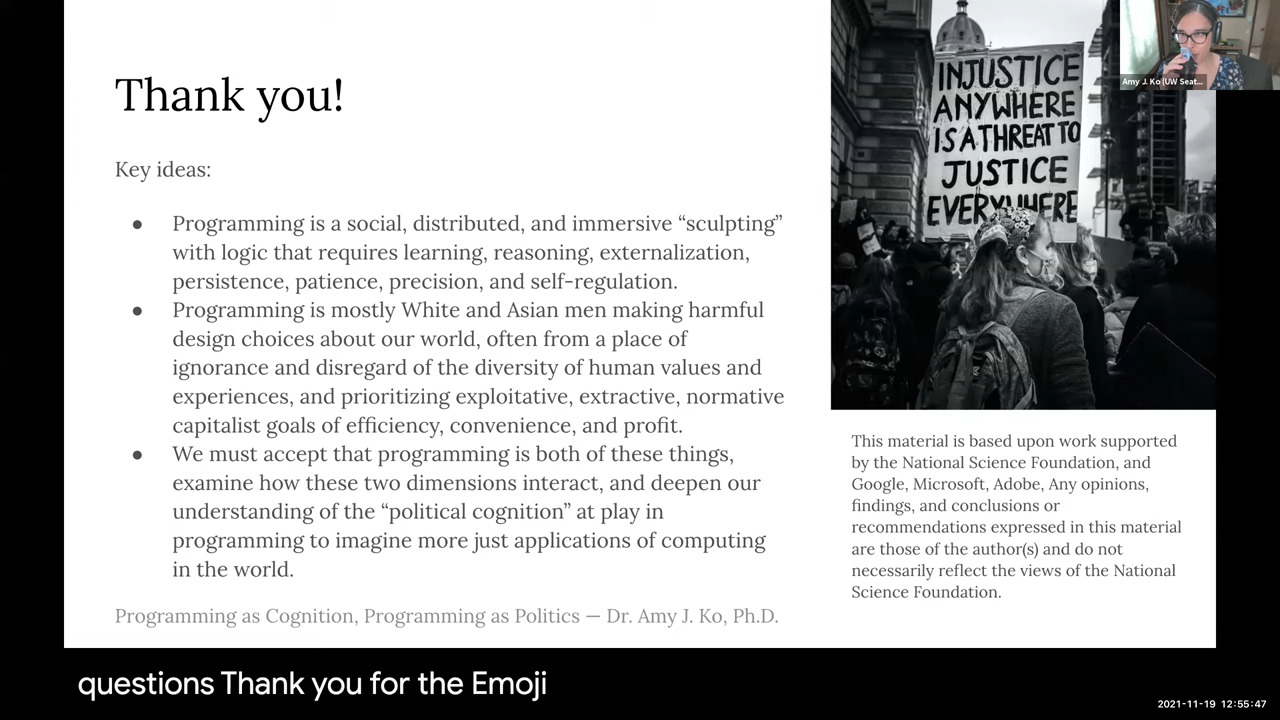 Thank you!
Key ideas:
● Programming is a social, distributed, and immersive “sculpting”
with logic that requires learning, reasoning, externalization,
persistence, patience, precision, and self-regulation.
● Programming is mostly White and Asian men making harmful
design choices about our world, often from a place of
ignorance and disregard of the diversity of human values and
experiences, and prioritizing exploitative, extractive, normative
capitalist goals of efficiency, convenience, and profit.
● We must accept that programming is both of these things,
examine how these two dimensions interact, and deepen our
understanding of the “political cognition” at play in
programming to imagine more just applications of computing
in the world.
Programming as Cognition, Programming as Politics — Dr. Amy J. Ko, Ph.D.
INJUSTICE
ANYWHERE
IS A THREAT TO
JUSTICE
EVERYWHERE
Amy J. Ko (UW Seat...
This material is based upon work supported
by the National Science Foundation, and
Google, Microsoft, Adobe, Any opinions,
findings, and conclusions or
recommendations expressed in this material
are those of the author(s) and do not
necessarily reflect the views of the National
Science Foundation.
questions Thank you for the Emoji
2021-11-19 12:55:47